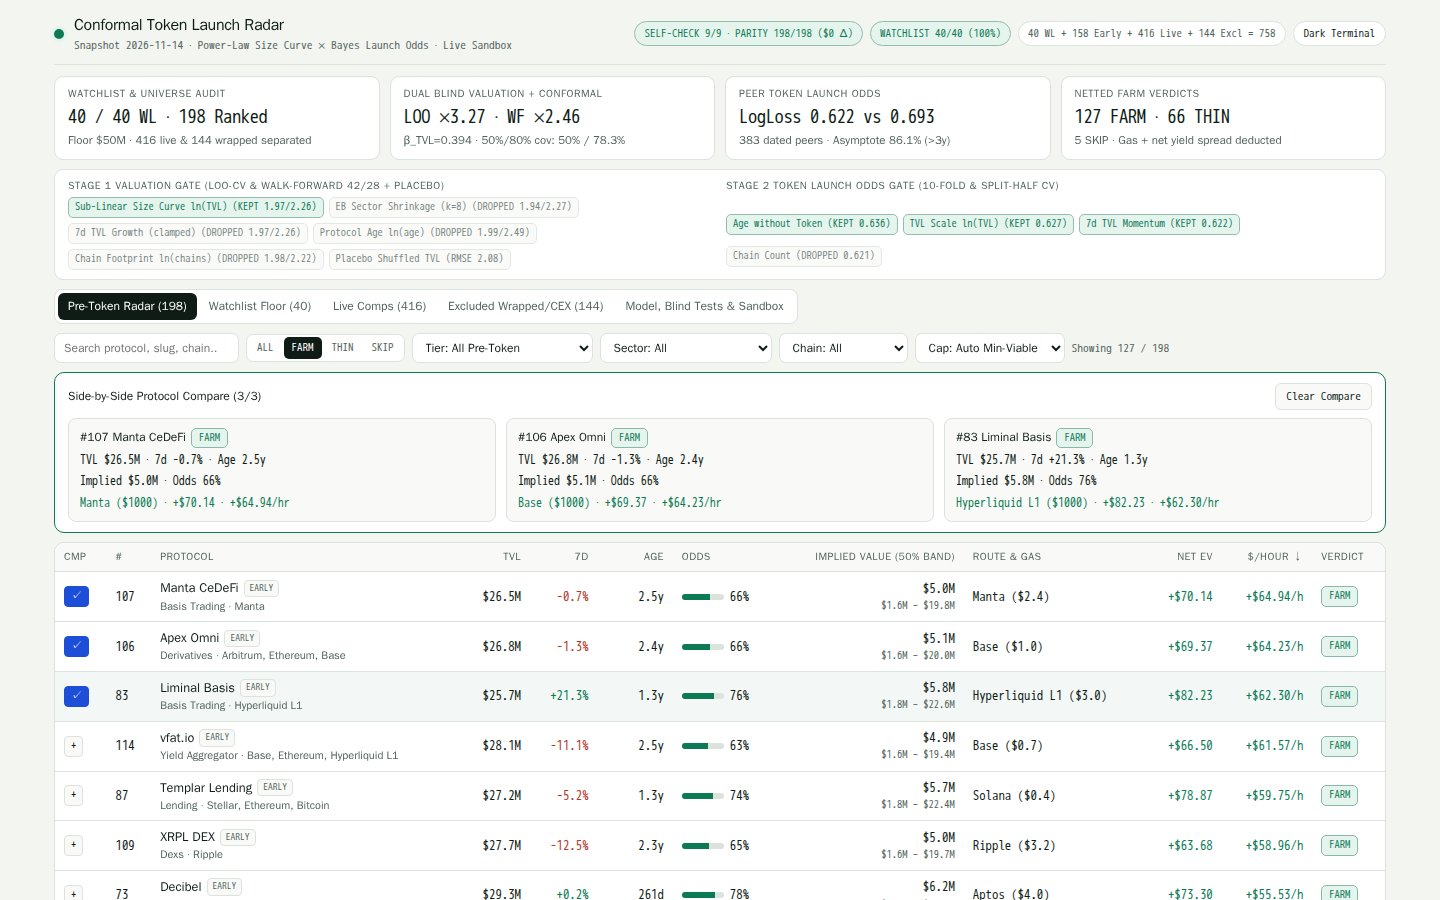 Conformal Token Launch Radar
Snapshot 2026-11-14 · Power-Law Size Curve × Bayes Launch Odds · Live Sandbox
SELF-CHECK 9/9 · PARITY 198/198 ($0 Δ)
WATCHLIST 40/40 (100%)
40 WL + 158 Early + 416 Live + 144 Excl = 758
Dark Terminal
WATCHLIST & UNIVERSE AUDIT
40 / 40 WL · 198 Ranked
Floor $50M · 416 live & 144 wrapped separated
DUAL BLIND VALUATION + CONFORMAL
LOO ×3.27 · WF ×2.46
β_TVL=0.394 · 50%/80% cov: 50% / 78.3%
PEER TOKEN LAUNCH ODDS
LogLoss 0.622 vs 0.693
383 dated peers · Asymptote 86.1% (>3y)
NETTED FARM VERDICTS
127 FARM · 66 THIN
5 SKIP · Gas + net yield spread deducted
STAGE 1 VALUATION GATE (LOO-CV & WALK-FORWARD 42/28 + PLACEBO)
Sub-Linear Size Curve ln(TVL) (KEPT 1.97/2.26)
EB Sector Shrinkage (k=8) (DROPPED 1.94/2.27)
7d TVL Growth (clamped) (DROPPED 1.97/2.26)
Protocol Age ln(age) (DROPPED 1.99/2.49)
Chain Footprint ln(chains) (DROPPED 1.98/2.22)
Placebo Shuffled TVL (RMSE 2.08)
STAGE 2 TOKEN LAUNCH ODDS GATE (10-FOLD & SPLIT-HALF CV)
Age without Token (KEPT 0.636)
TVL Scale ln(TVL) (KEPT 0.627)
7d TVL Momentum (KEPT 0.622)
Chain Count (DROPPED 0.621)
Pre-Token Radar (198)
Watchlist Floor (40)
Live Comps (416)
Excluded Wrapped/CEX (144)
Model, Blind Tests & Sandbox
Search protocol, slug, chain..
ALL FARM THIN SKIP
Tier: All Pre-Token
Sector: All
Chain: All
Cap: Auto Min-Viable
Showing 127 / 198
Side-by-Side Protocol Compare (3/3)
Clear Compare
#107 Manta CeDeFi FARM
TVL $26.5M · 7d -0.7% · Age 2.5y
Implied $5.0M · Odds 66%
Manta ($1000) · +$70.14 · +$64.94/hr
#106 Apex Omni FARM
TVL $26.8M · 7d -1.3% · Age 2.4y
Implied $5.1M · Odds 66%
Base ($1000) · +$69.37 · +$64.23/hr
#83 Liminal Basis FARM
TVL $25.7M · 7d +21.3% · Age 1.3y
Implied $5.8M · Odds 76%
Hyperliquid L1 ($1000) · +$82.23 · +$62.30/hr
CMP # PROTOCOL TVL 7D AGE ODDS IMPLIED VALUE (50% BAND) ROUTE & GAS NET EV $/HOUR ↓ VERDICT
✓ 107 Manta CeDeFi EARLY $26.5M -0.7% 2.5y 66% $5.0M Manta ($2.4) +$70.14 +$64.94/h FARM
Basis Trading · Manta $1.6M – $19.8M
✓ 106 Apex Omni EARLY $26.8M -1.3% 2.4y 66% $5.1M Base ($1.0) +$69.37 +$64.23/h FARM
Derivatives · Arbitrum, Ethereum, Base $1.6M – $20.0M
✓ 83 Liminal Basis EARLY $25.7M +21.3% 1.3y 76% $5.8M Hyperliquid L1 ($3.0) +$82.23 +$62.30/h FARM
Basis Trading · Hyperliquid L1 $1.8M – $22.6M
+ 114 vfat.io EARLY $28.1M -11.1% 2.5y 63% $4.9M Base ($0.7) +$66.50 +$61.57/h FARM
Yield Aggregator · Base, Ethereum, Hyperliquid L1 $1.6M – $19.4M
+ 87 Templar Lending EARLY $27.2M -5.2% 1.3y 74% $5.7M Solana ($0.4) +$78.87 +$59.75/h FARM
Lending · Stellar, Ethereum, Bitcoin $1.8M – $22.4M
+ 109 XRPL DEX EARLY $27.7M -12.5% 2.3y 65% $5.0M Ripple ($3.2) +$63.68 +$58.96/h FARM
Dexs · Ripple $1.6M – $19.7M
+ 73 Decibel EARLY $29.3M +0.2% 261d 78% $6.2M Aptos ($4.0) +$73.30 +$55.53/h FARM